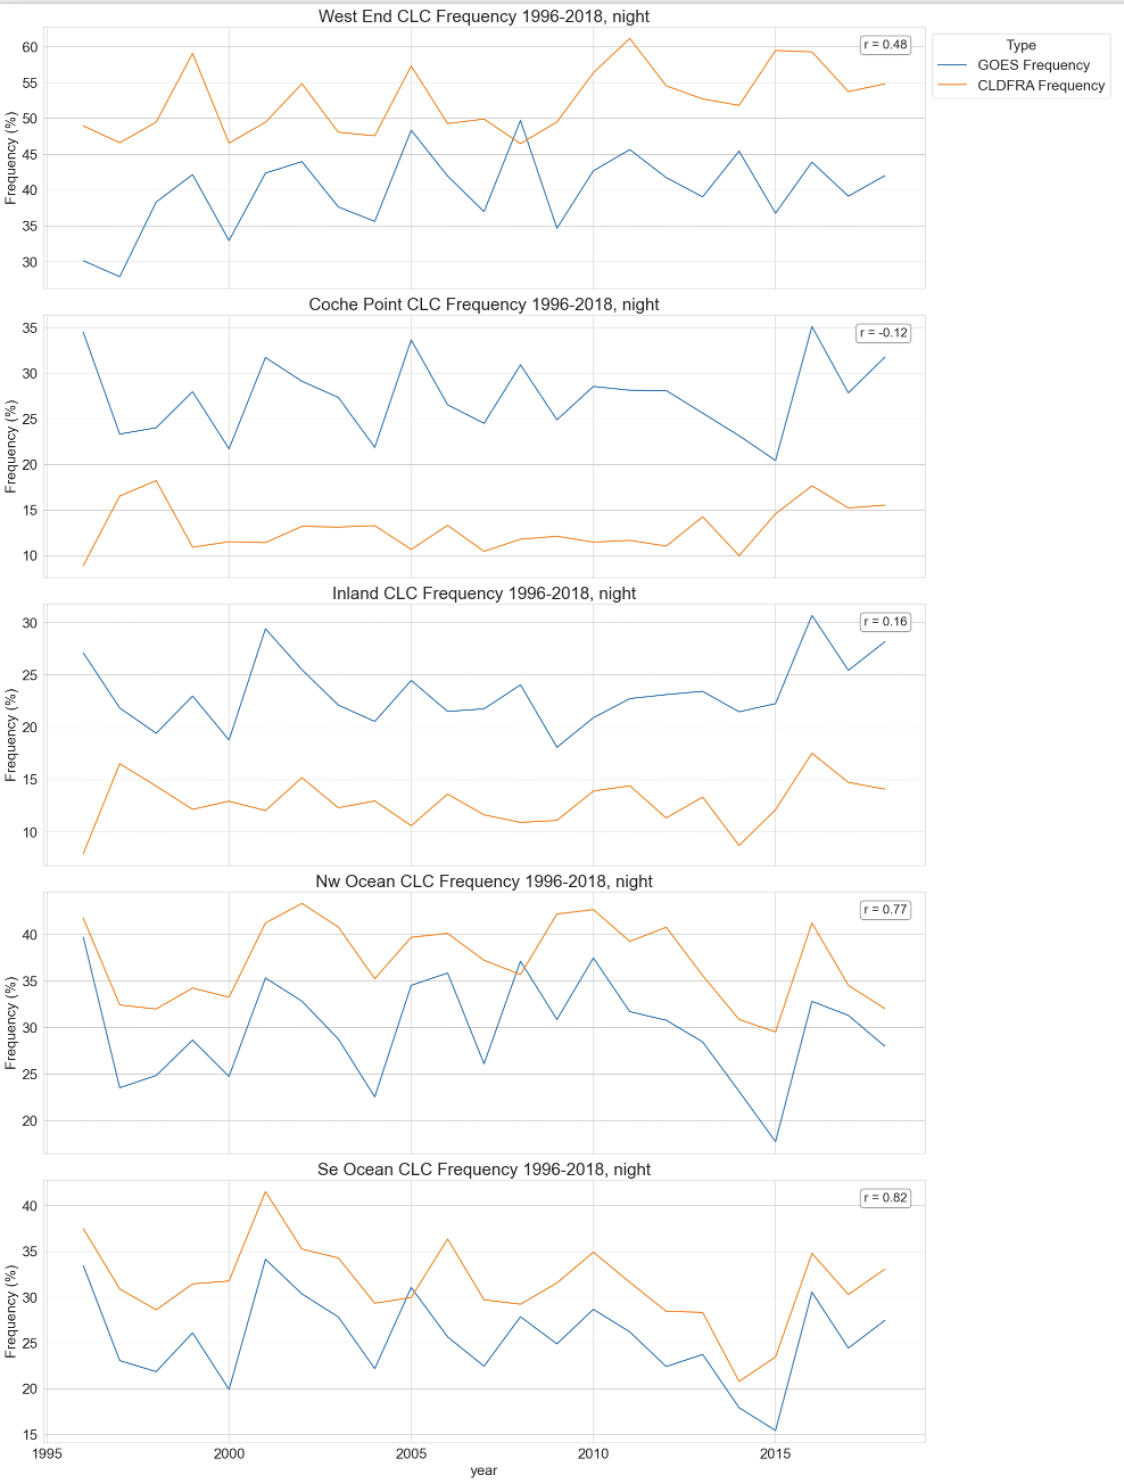 West End CLC Frequency 1996-2018, night
60
55
50
45
40
35
30
Frequency (%)
r = 0.48
Type
GOES Frequency
CLDFRA Frequency
Coche Point CLC Frequency 1996-2018, night
35
30
25
20
15
10
Frequency (%)
r = -0.12
Inland CLC Frequency 1996-2018, night
30
25
20
15
10
Frequency (%)
r = 0.16
Nw Ocean CLC Frequency 1996-2018, night
40
35
30
25
20
Frequency (%)
r = 0.77
Se Ocean CLC Frequency 1996-2018, night
40
35
30
25
20
15
Frequency (%)
r = 0.82
1995 2000 2005 2010 2015
year